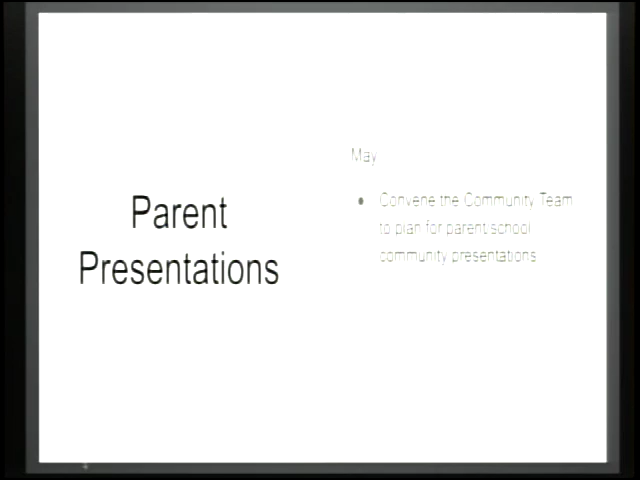 Parent
Presentations
May
• Convene the Community Team
to plan for parent school
community presentations